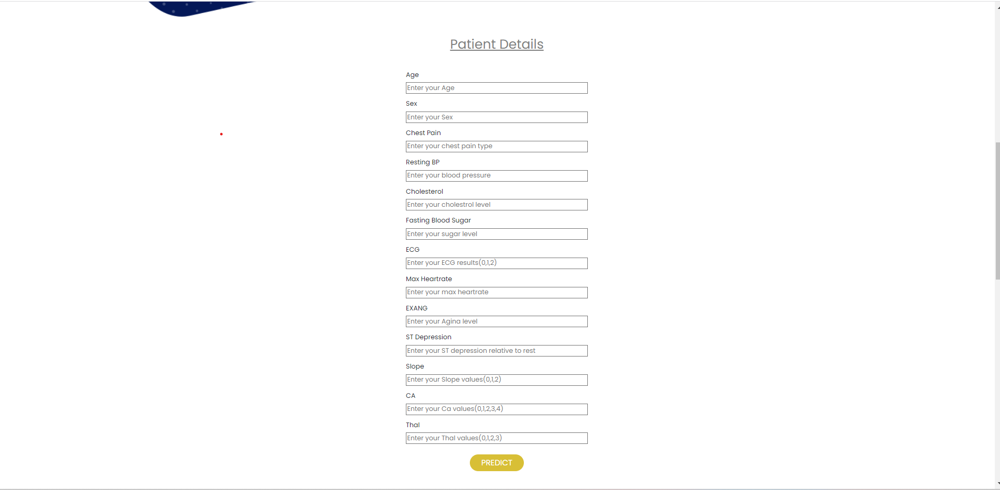 Patient Details
Age
Enter your Age
Sex
Enter your Sex
Chest Pain
Enter your chest pain type
Resting BP
Enter your blood pressure
Cholesterol
Enter your cholestrol level
Fasting Blood Sugar
Enter your sugar level
ECG
Enter your ECG results(0,1,2)
Max Heartrate
Enter your max heartrate
EXANG
Enter your Agina level
ST Depression
Enter your ST depression relative to rest
Slope
Enter your Slope values(0,1,2)
CA
Enter your Ca values(0,1,2,3,4)
Thal
Enter your Thal values(0,1,2,3)
PREDICT